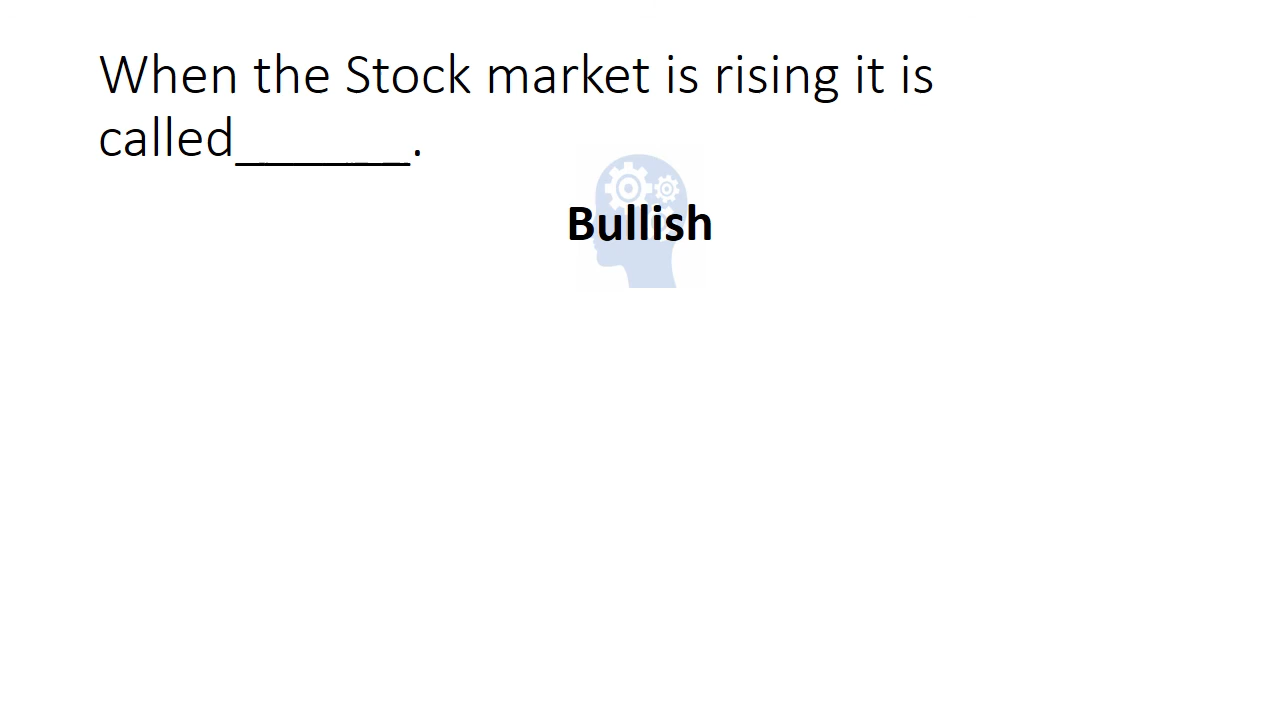 When the Stock market is rising it is
called_______.
Bullish